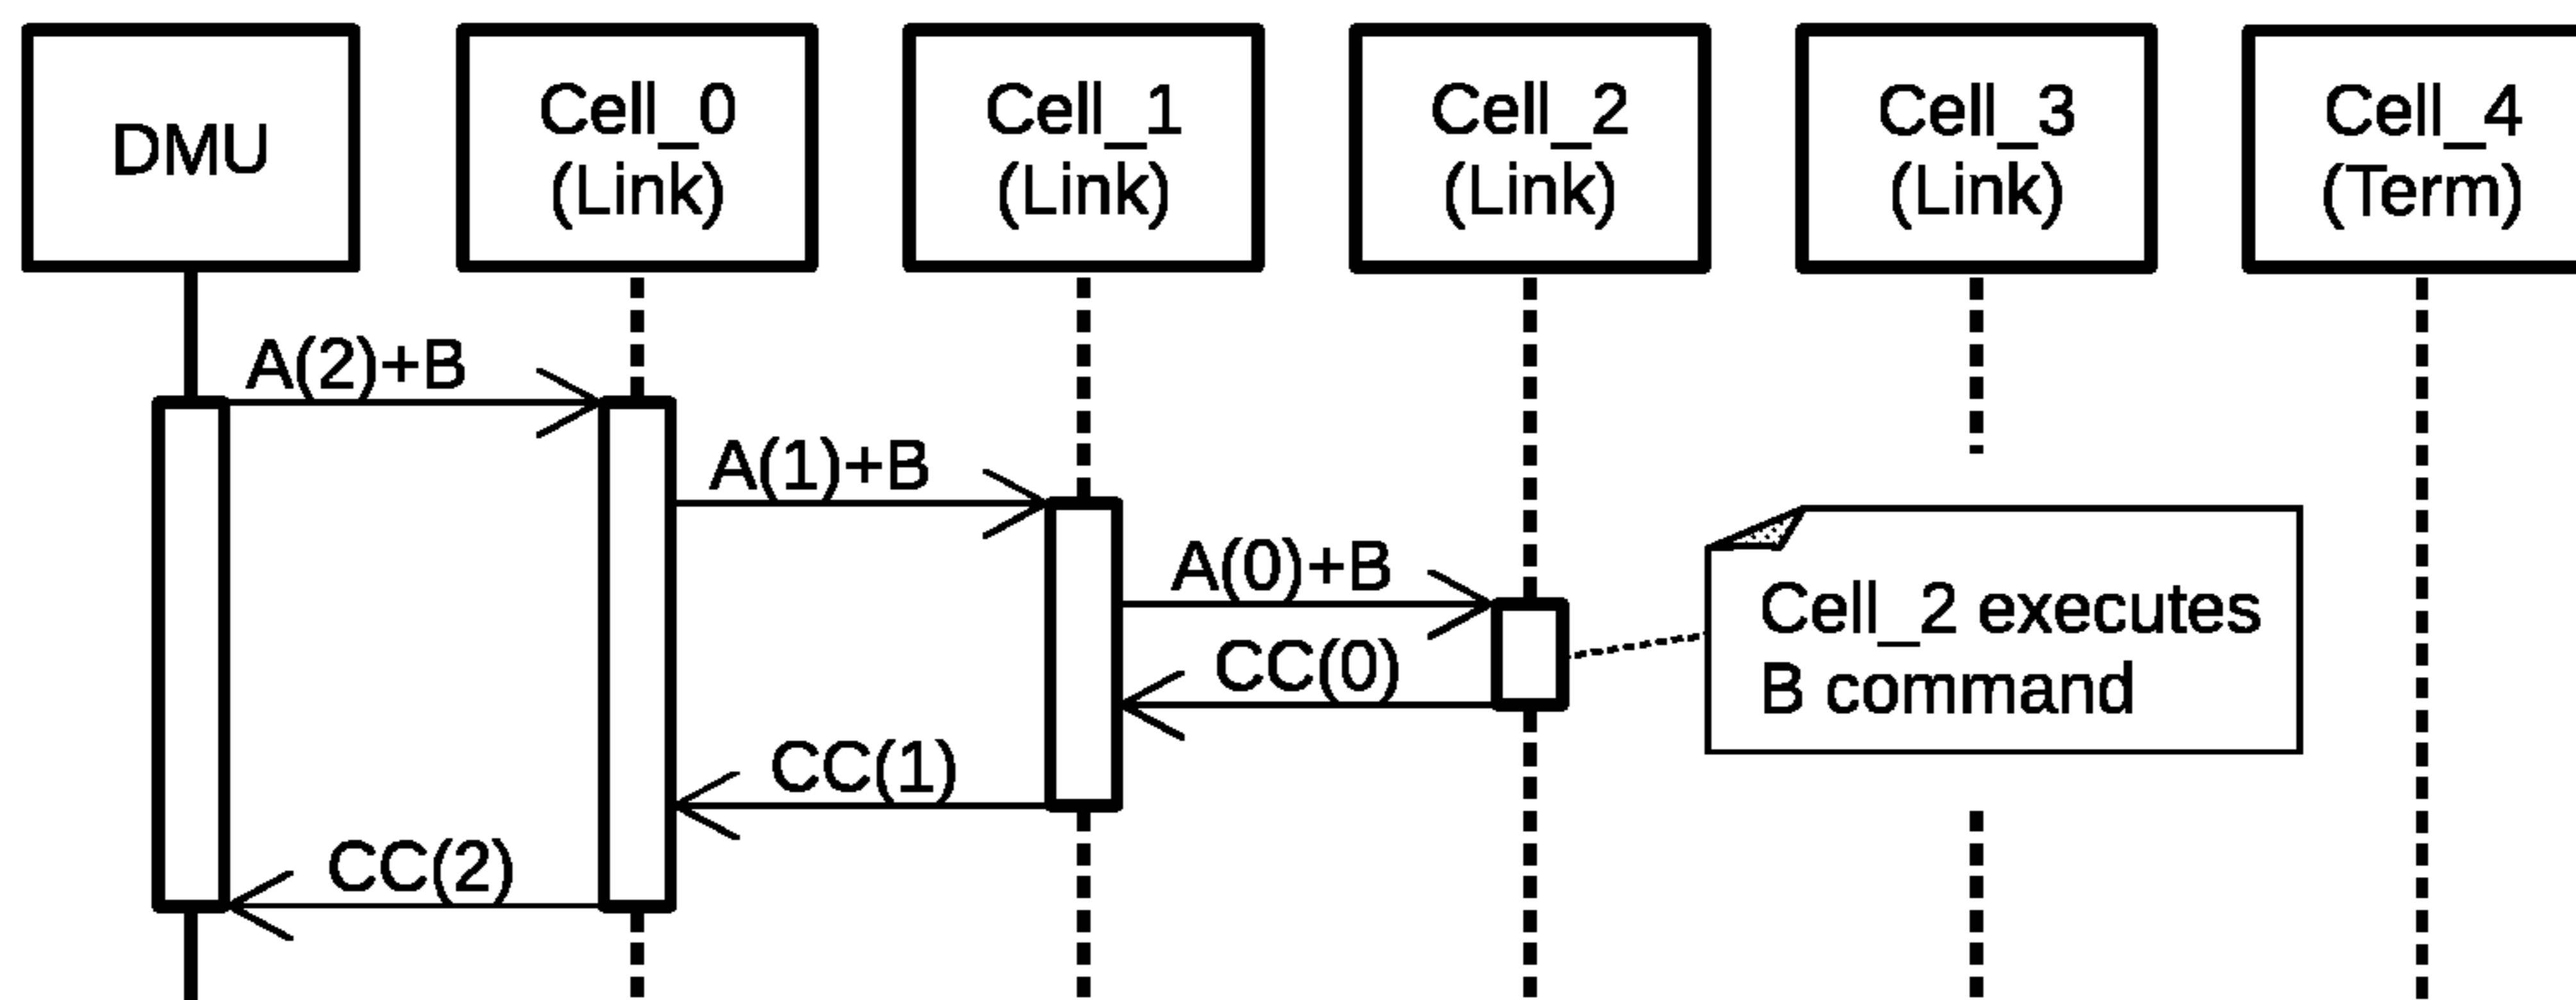 DMU
Cell_0
(Link)
Cell_1
(Link)
Cell_2
(Link)
Cell_3
(Link)
Cell_4
(Term)
A(2)+B
A(1)+B
A(0)+B
Cell_2 executes
B command
CC(0)
CC(1)
CC(2)